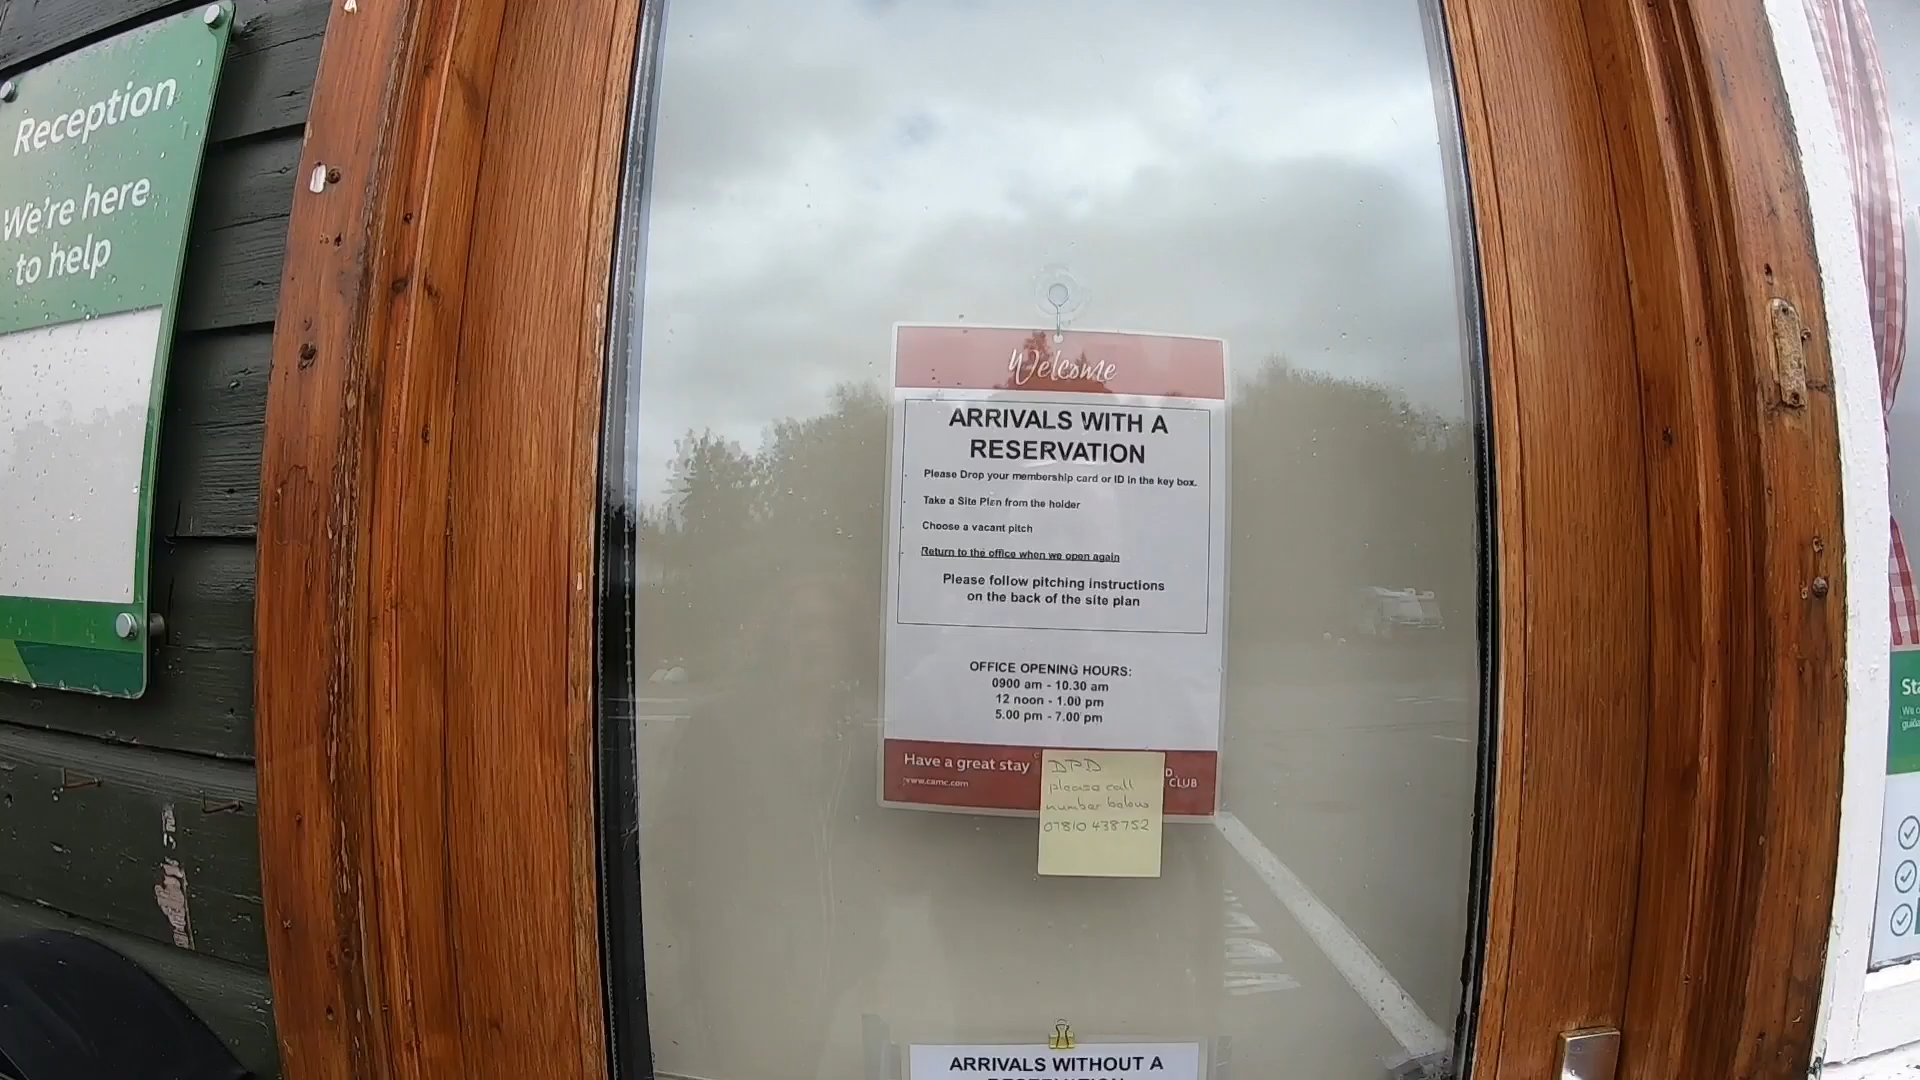 Reception
We're here
to help
Welcome
ARRIVALS WITH A
RESERVATION
Please Drop your membership card or ID in the key box.
Take a Site Plan from the holder
Choose a vacant pitch
Return to the office when we open again
Please follow pitching instructions
on the back of the site plan
OFFICE OPENING HOURS:
0900 am - 10.30 am
12 noon - 1.00 pm
5.00 pm - 7.00 pm
Have a great stay
www.camc.com
CLUB
DPD
please call
number below
07810 438752
ARRIVALS WITHOUT A
RESERVATION